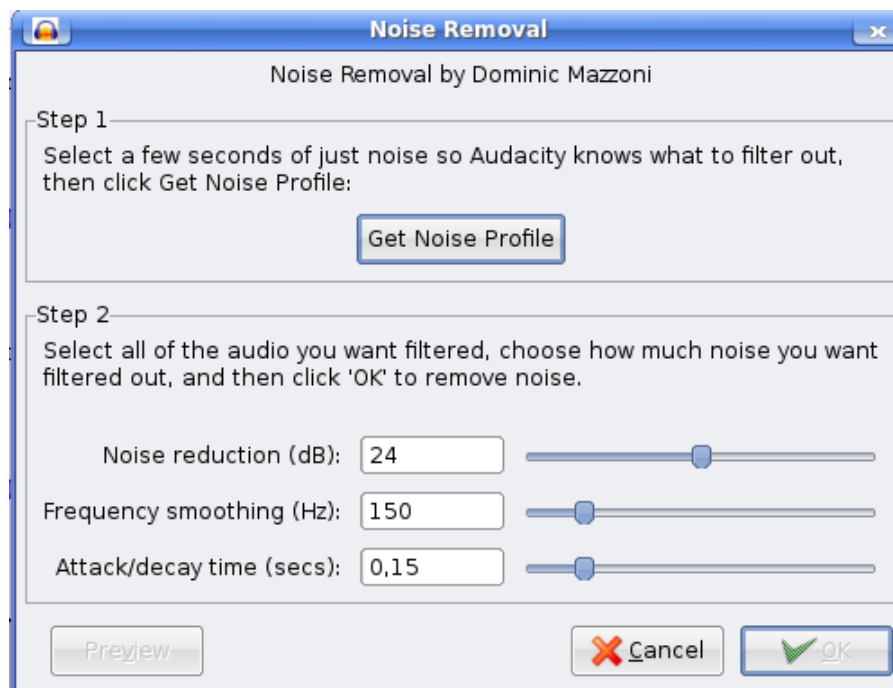 Noise Removal
Noise Removal by Dominic Mazzoni
Step 1
Select a few seconds of just noise so Audacity knows what to filter out,
then click Get Noise Profile:
Get Noise Profile
Step 2
Select all of the audio you want filtered, choose how much noise you want
filtered out, and then click 'OK' to remove noise.
Noise reduction (dB): 24
Frequency smoothing (Hz): 150
Attack/decay time (secs): 0,15
Preview Cancel OK